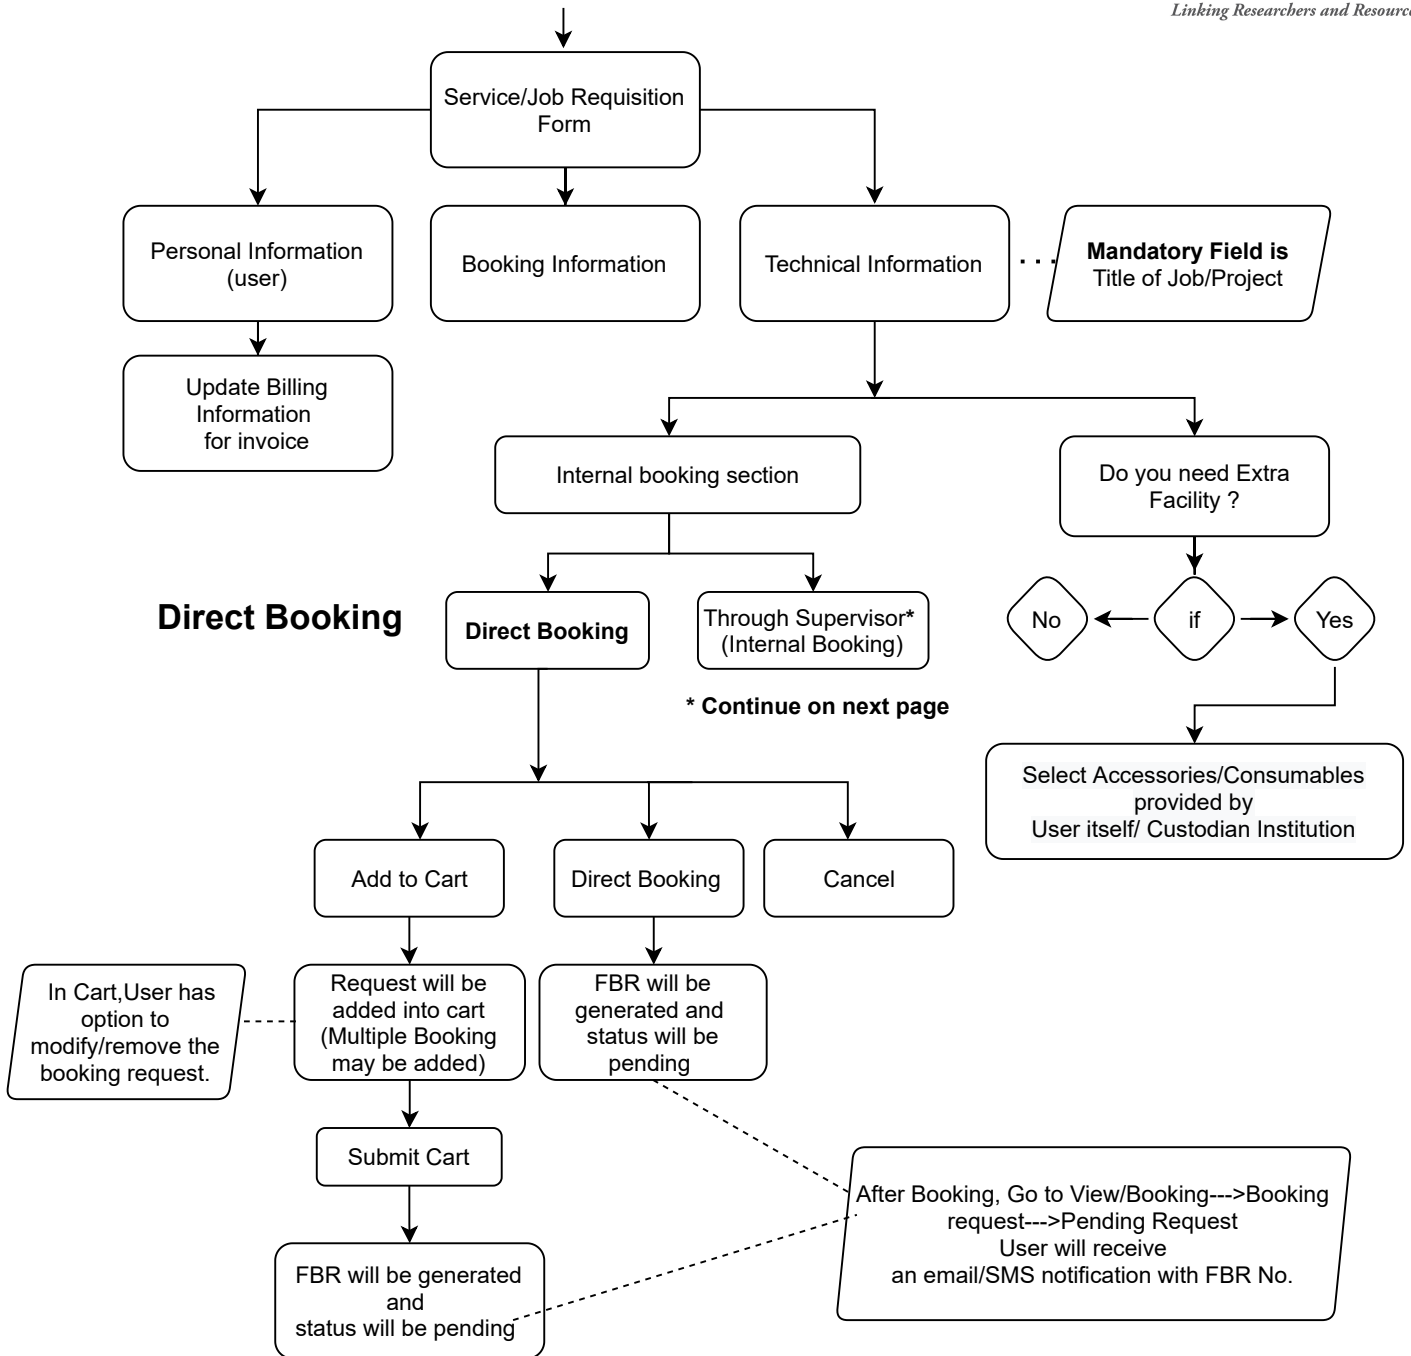 Linking Researchers and Resource
Service/Job Requisition
Form
Personal Information
(user)
Booking Information
Technical Information
Mandatory Field is
Title of Job/Project
Update Billing
Information
for invoice
Internal booking section
Do you need Extra
Facility ?
Direct Booking
Direct Booking
Through Supervisor*
(Internal Booking)
No
if
Yes
* Continue on next page
Select Accessories/Consumables
provided by
User itself/ Custodian Institution
Add to Cart
Direct Booking
Cancel
In Cart,User has
option to
modify/remove the
booking request.
Request will be
added into cart
(Multiple Booking
may be added)
FBR will be
generated and
status will be
pending
Submit Cart
After Booking, Go to View/Booking--->Booking
request--->Pending Request
User will receive
an email/SMS notification with FBR No.
FBR will be generated
and
status will be pending